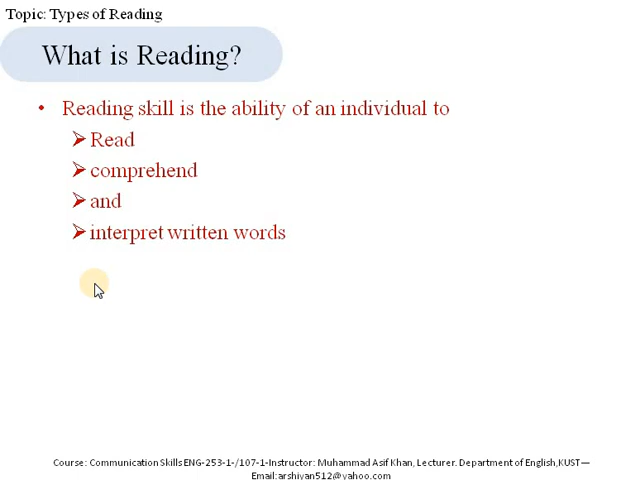 Topic: Types of Reading
What is Reading?
• Reading skill is the ability of an individual to
➢ Read
➢ comprehend
➢ and
➢ interpret written words
Course: Communication Skills ENG-253-1-/107-1-Instructor: Muhammad Asif Khan, Lecturer. Department of English,KUST—
Email:arshiyan512@yahoo.com